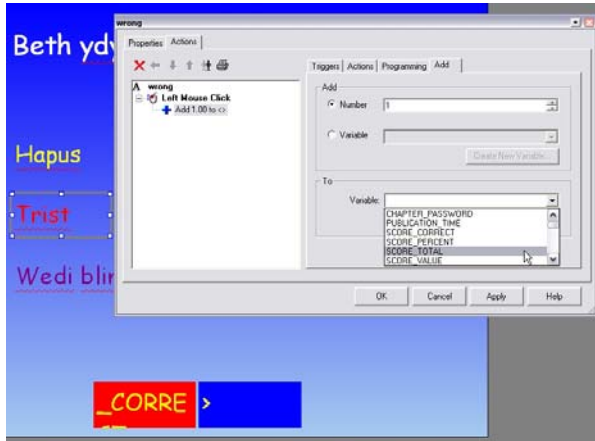 wrong
Beth ydy
Properties Actions
Triggers Actions Programming Add
A wrong
Left Mouse Click
Add 1.00 to <>
Add
Number 1
Variable
Create New Variable...
To
Variable:
CHAPTER_PASSWORD
PUBLICATION_TIME
SCORE_CORRECT
SCORE_PERCENT
SCORE_TOTAL
SCORE_VALUE
Hapus
Trist
Wedi blin
OK Cancel Apply Help
_CORRE >